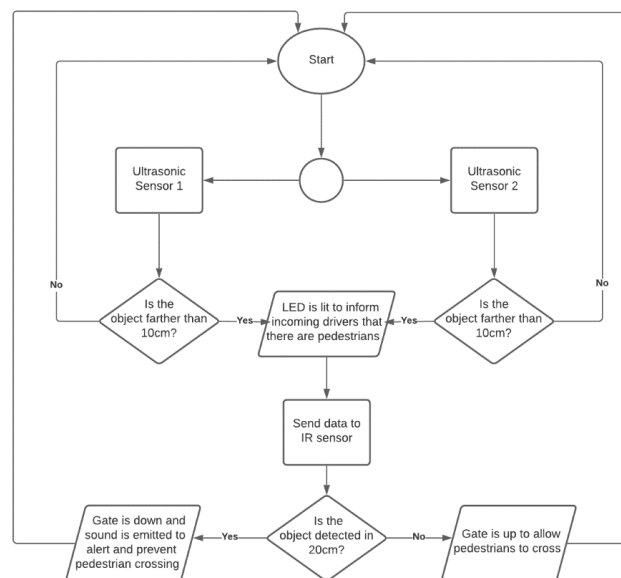 Start
Ultrasonic
Sensor 1
Ultrasonic
Sensor 2
No
No
Is the
object farther than
10cm?
Yes
LED is lit to inform
incoming drivers that
there are pedestrians
Yes
Is the
object farther than
10cm?
Send data to
IR sensor
Gate is down and
sound is emitted to
alert and prevent
pedestrian crossing
Yes
Is the
object detected in
20cm?
No
Gate is up to allow
pedestrians to cross